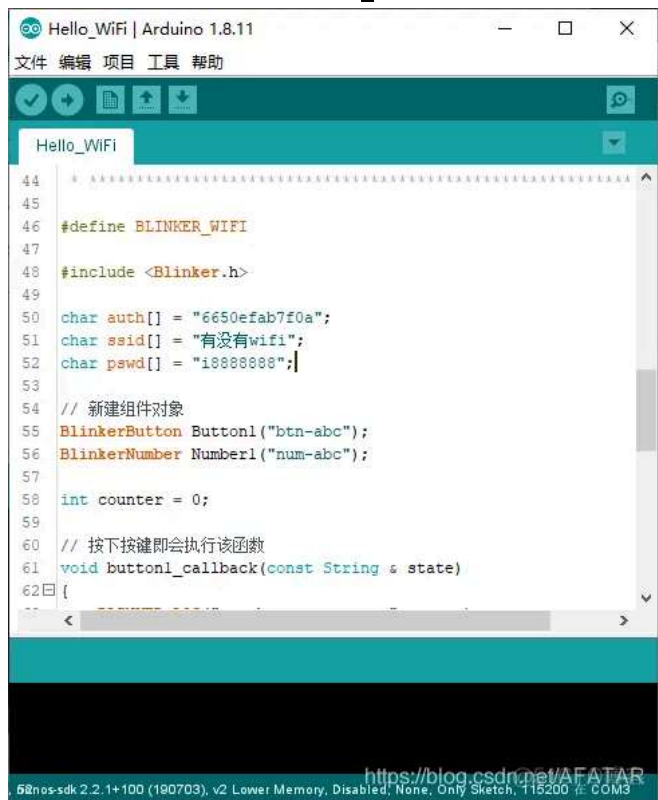 Hello_WiFi | Arduino 1.8.11
文件 编辑 项目 工具 帮助
Hello_WiFi
44
45
46 #define BLINKER_WIFI
47
48 #include <Blinker.h>
49
50 char auth[] = "6650efab7f0a";
51 char ssid[] = "有没有wifi";
52 char pswd[] = "i8888888";
53
54 // 新建组件对象
55 BlinkerButton Button1("btn-abc");
56 BlinkerNumber Number1("num-abc");
57
58 int counter = 0;
59
60 // 按下按键即会执行该函数
61 void button1_callback(const String & state)
62 {
https://blog.csdn.net/AFATAR
nos-sdk 2.2.1+100 (190703), v2 Lower Memory, Disabled, None, Only Sketch, 115200 在 COM3